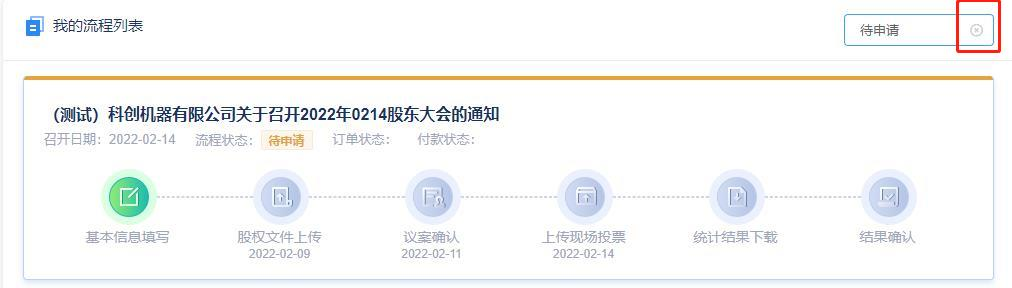 我的流程列表
待申请
（测试）科创机器有限公司关于召开2022年0214股东大会的通知
召开日期：2022-02-14 流程状态： 待申请 订单状态： 付款状态：
基本信息填写 股权文件上传 议案确认 上传现场投票 统计结果下载 结果确认
2022-02-09 2022-02-11 2022-02-14